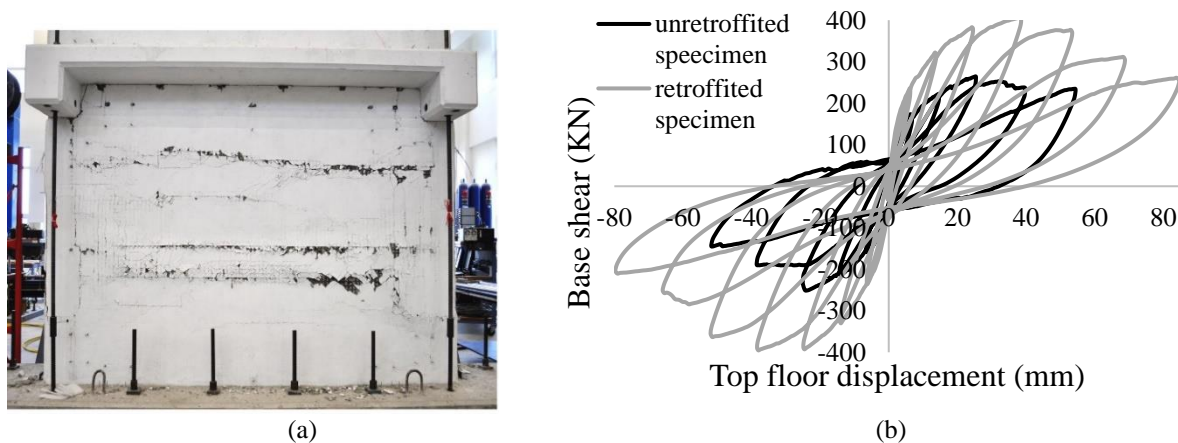 unretroffited
speecimen
retroffited
specimen
Base shear (KN)
400
300
200
100
0
-100
-200
-300
-400
-80 -60 -40 -20 0 20 40 60 80
Top floor displacement (mm)
(a)
(b)